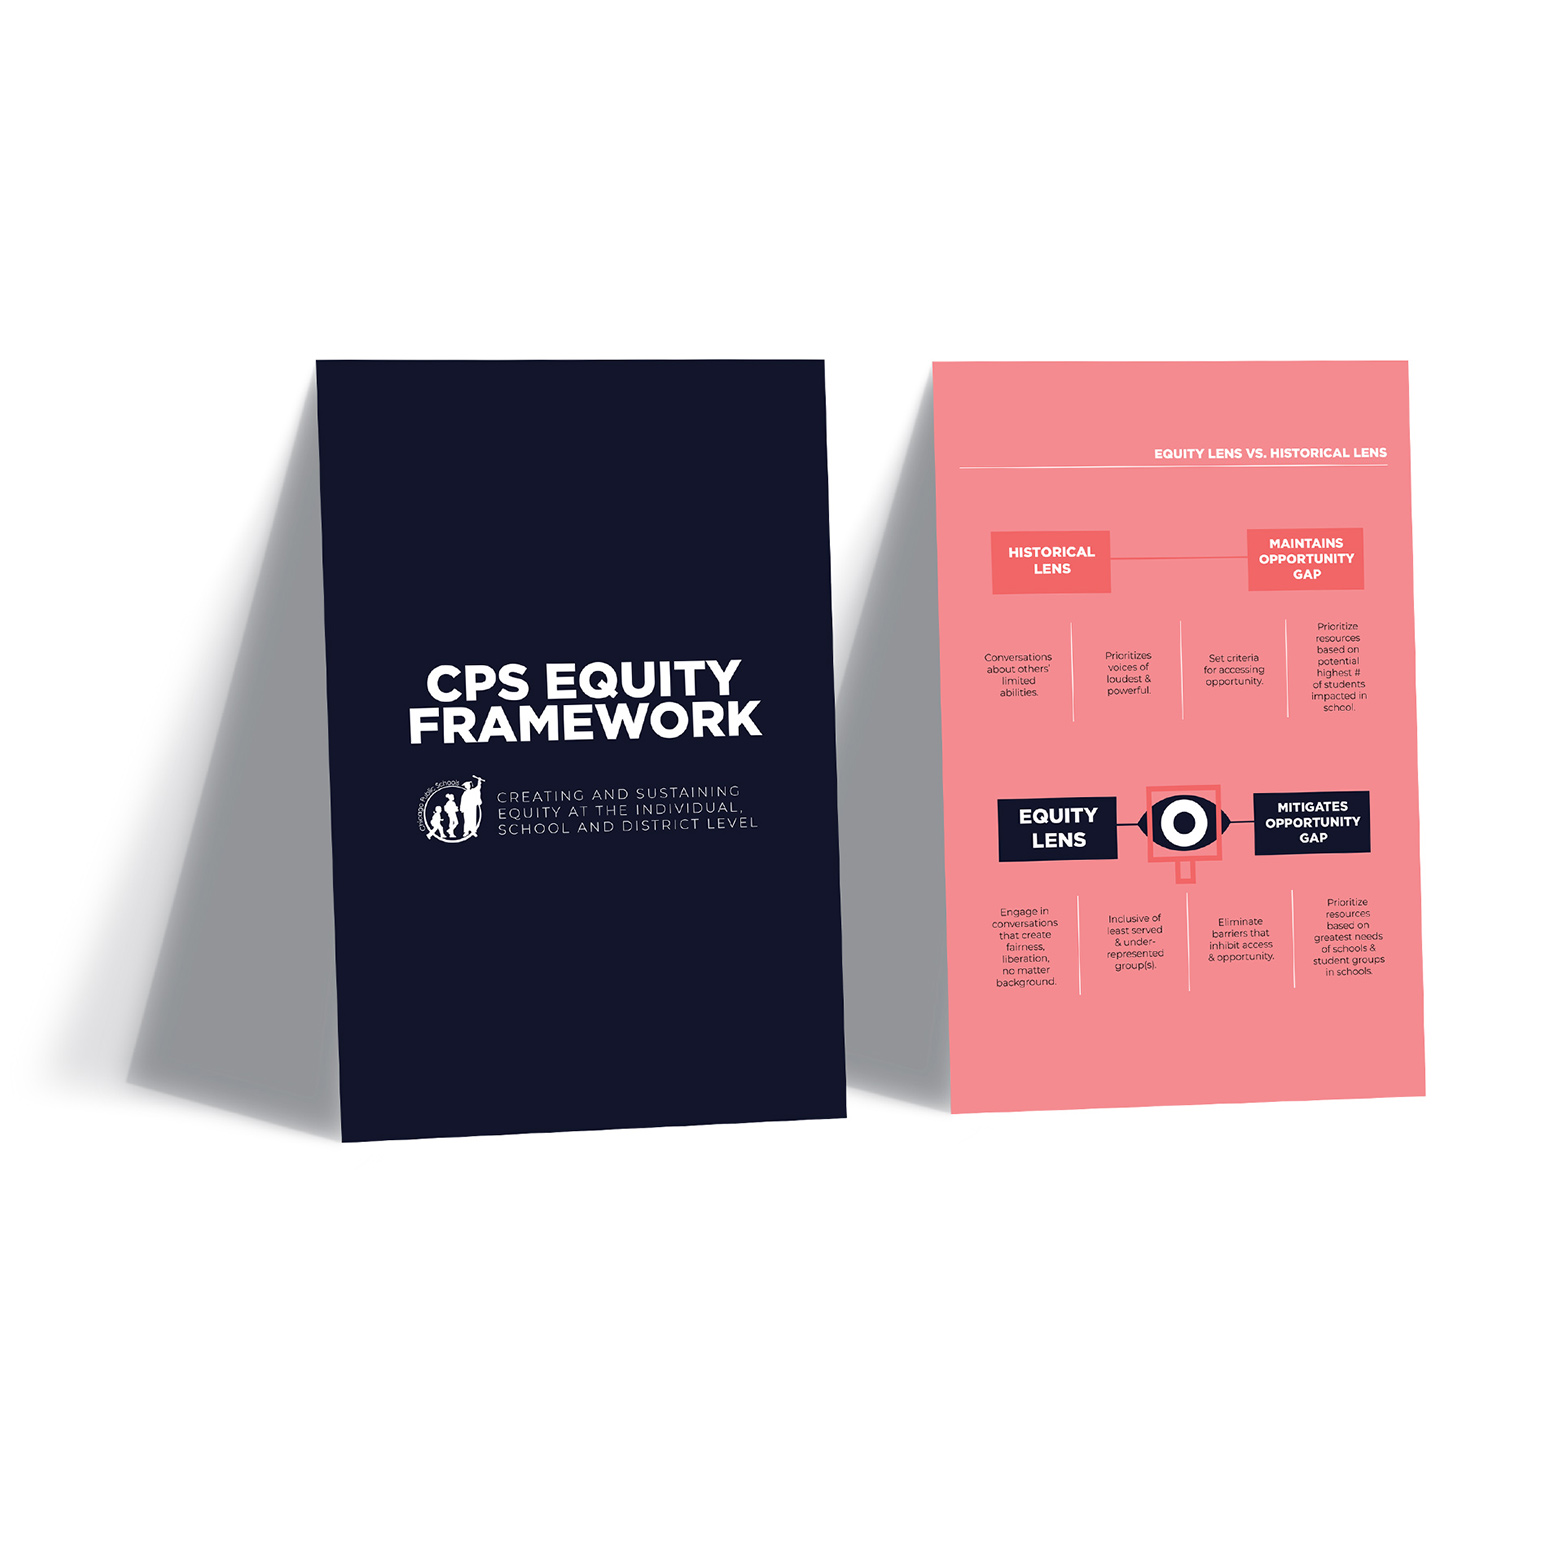 CPS EQUITY
FRAMEWORK
Chicago Public Schools
CREATING AND SUSTAINING
EQUITY AT THE INDIVIDUAL,
SCHOOL AND DISTRICT LEVEL
EQUITY LENS VS. HISTORICAL LENS
HISTORICAL
LENS
MAINTAINS
OPPORTUNITY
GAP
Conversations
about others'
limited
abilities.
Prioritizes
voices of
loudest &
powerful.
Set criteria
for accessing
opportunity.
Prioritize
resources
based on
potential
highest #
of students
impacted in
school.
EQUITY
LENS
MITIGATES
OPPORTUNITY
GAP
Engage in
conversations
that create
fairness,
liberation,
no matter
background.
Inclusive of
least served
& under-
represented
group(s).
Eliminate
barriers that
inhibit access
& opportunity.
Prioritize
resources
based on
greatest needs
of schools &
student groups
in schools.